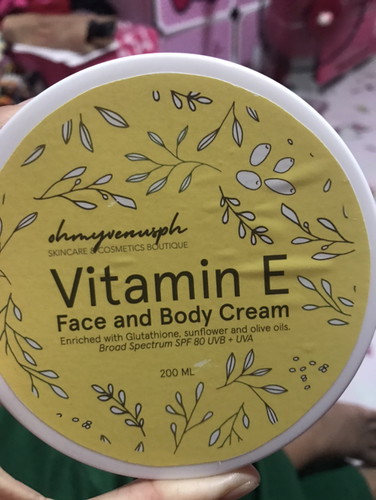 ohmyvenusph
SKINCARE & COSMETICS BOUTIQUE
Vitamin E
Face and Body Cream
Enriched with Glutathione, sunflower and olive oils.
Broad Spectrum SPF 80 UVB + UVA
200 ML